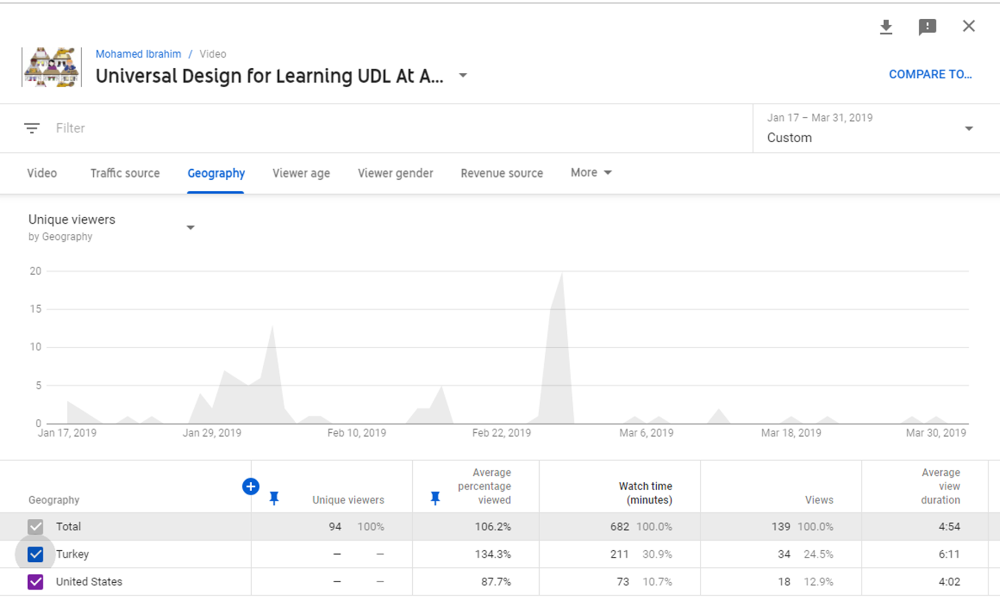 Mohamed Ibrahim / Video
Universal Design for Learning UDL At A...
COMPARE TO...
Filter
Jan 17 – Mar 31, 2019
Custom
Video Traffic source Geography Viewer age Viewer gender Revenue source More
Unique viewers
by Geography
20
15
10
5
0
Jan 17, 2019 Jan 29, 2019 Feb 10, 2019 Feb 22, 2019 Mar 6, 2019 Mar 18, 2019 Mar 30, 2019
Geography Unique viewers Average percentage viewed Watch time (minutes) Views Average view duration
Total 94 100% 106.2% 682 100.0% 139 100.0% 4:54
Turkey – – 134.3% 211 30.9% 34 24.5% 6:11
United States – – 87.7% 73 10.7% 18 12.9% 4:02